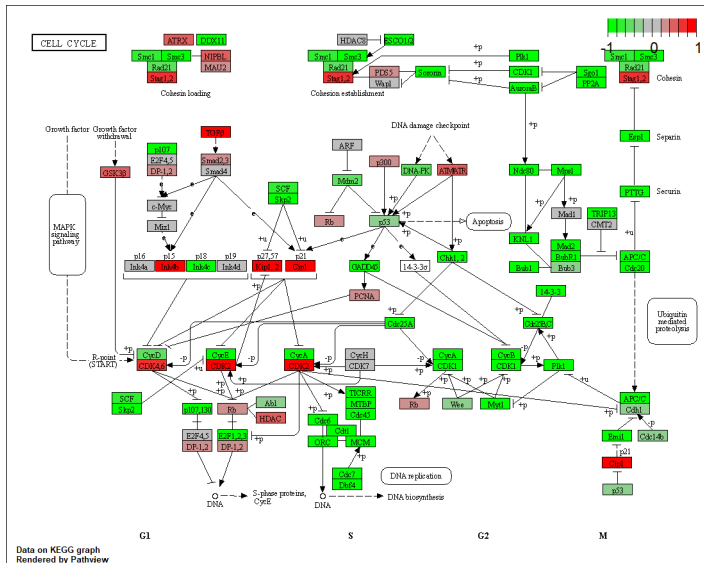 CELL CYCLE
ATRX DDX11
Smc1 Smc3 NIPBL
Rad21 MAU2
Stag1,2
Cohesin loading
HDAC8 ESCO1/2
Smc1 Smc3
Rad21 PDS5 Sororin
Stag1,2 Wapl
Cohesion establishment
+p
Plk1
CDK1 Sgo1
AuroraB PP2A
-1 0 1
Smc1 Smc3
Rad21
Stag1,2 Cohesin
Growth factor Growth factor
withdrawal
p107
E2F4,5
DP-1,2
TGFβ
GSK3β
Smad2,3
Smad4
c-Myc
Miz1
SCF
Skp2
DNA damage checkpoint
ARF
p300
DNA-PK ATM/ATR
Mdm2
Rb
p53
Apoptosis
Ndc80 Mps1
Esp1 Separin
PTTG Securin
TRIP13
CMT2
Mad1
KNL1 Mad2
BubR1
Bub1 Bub3
APC/C
Cdc20
MAPK
signaling
pathway
p16 p15 p18 p19 p27,57 p21
Ink4a Ink4b Ink4c Ink4d Kip1,2 Cip1
GADD45 14-3-3σ
Chk1,2
PCNA
14-3-3
Cdc25A
Cdc25B/C
Ubiquitin
mediated
proteolysis
R-point
(START)
CycD CycE CycA CycH CycA CycB
CDK4,6 CDK2 CDK2 CDK7 CDK1 CDK1 Plk1
SCF
Skp2
p107,130
Rb Abl
HDAC
E2F4,5 E2F1,2,3
DP-1,2 DP-1,2
TICRR
MTBP
Cdc6 Cdc45
Cdt1
ORC MCM
Cdc7
Dbf4
Rb Wee Myt1
APC/C
Cdh1
Emi1 Cdc14b
p21
Cip1
p53
DNA replication
DNA S-phase proteins,
CycE
DNA DNA biosynthesis
G1 S G2 M
Data on KEGG graph
Rendered by Pathview